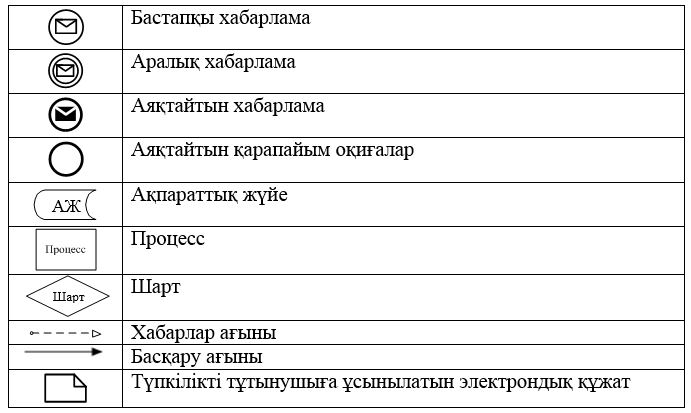 Бастапқы хабарлама
Аралық хабарлама
Аяқтайтын хабарлама
Аяқтайтын қарапайым оқиғалар
АЖ Ақпараттық жүйе
Процесс Процесс
Шарт Шарт
Хабарлар ағыны
Басқару ағыны
Түпкілікті тұтынушыға ұсынылатын электрондық құжат